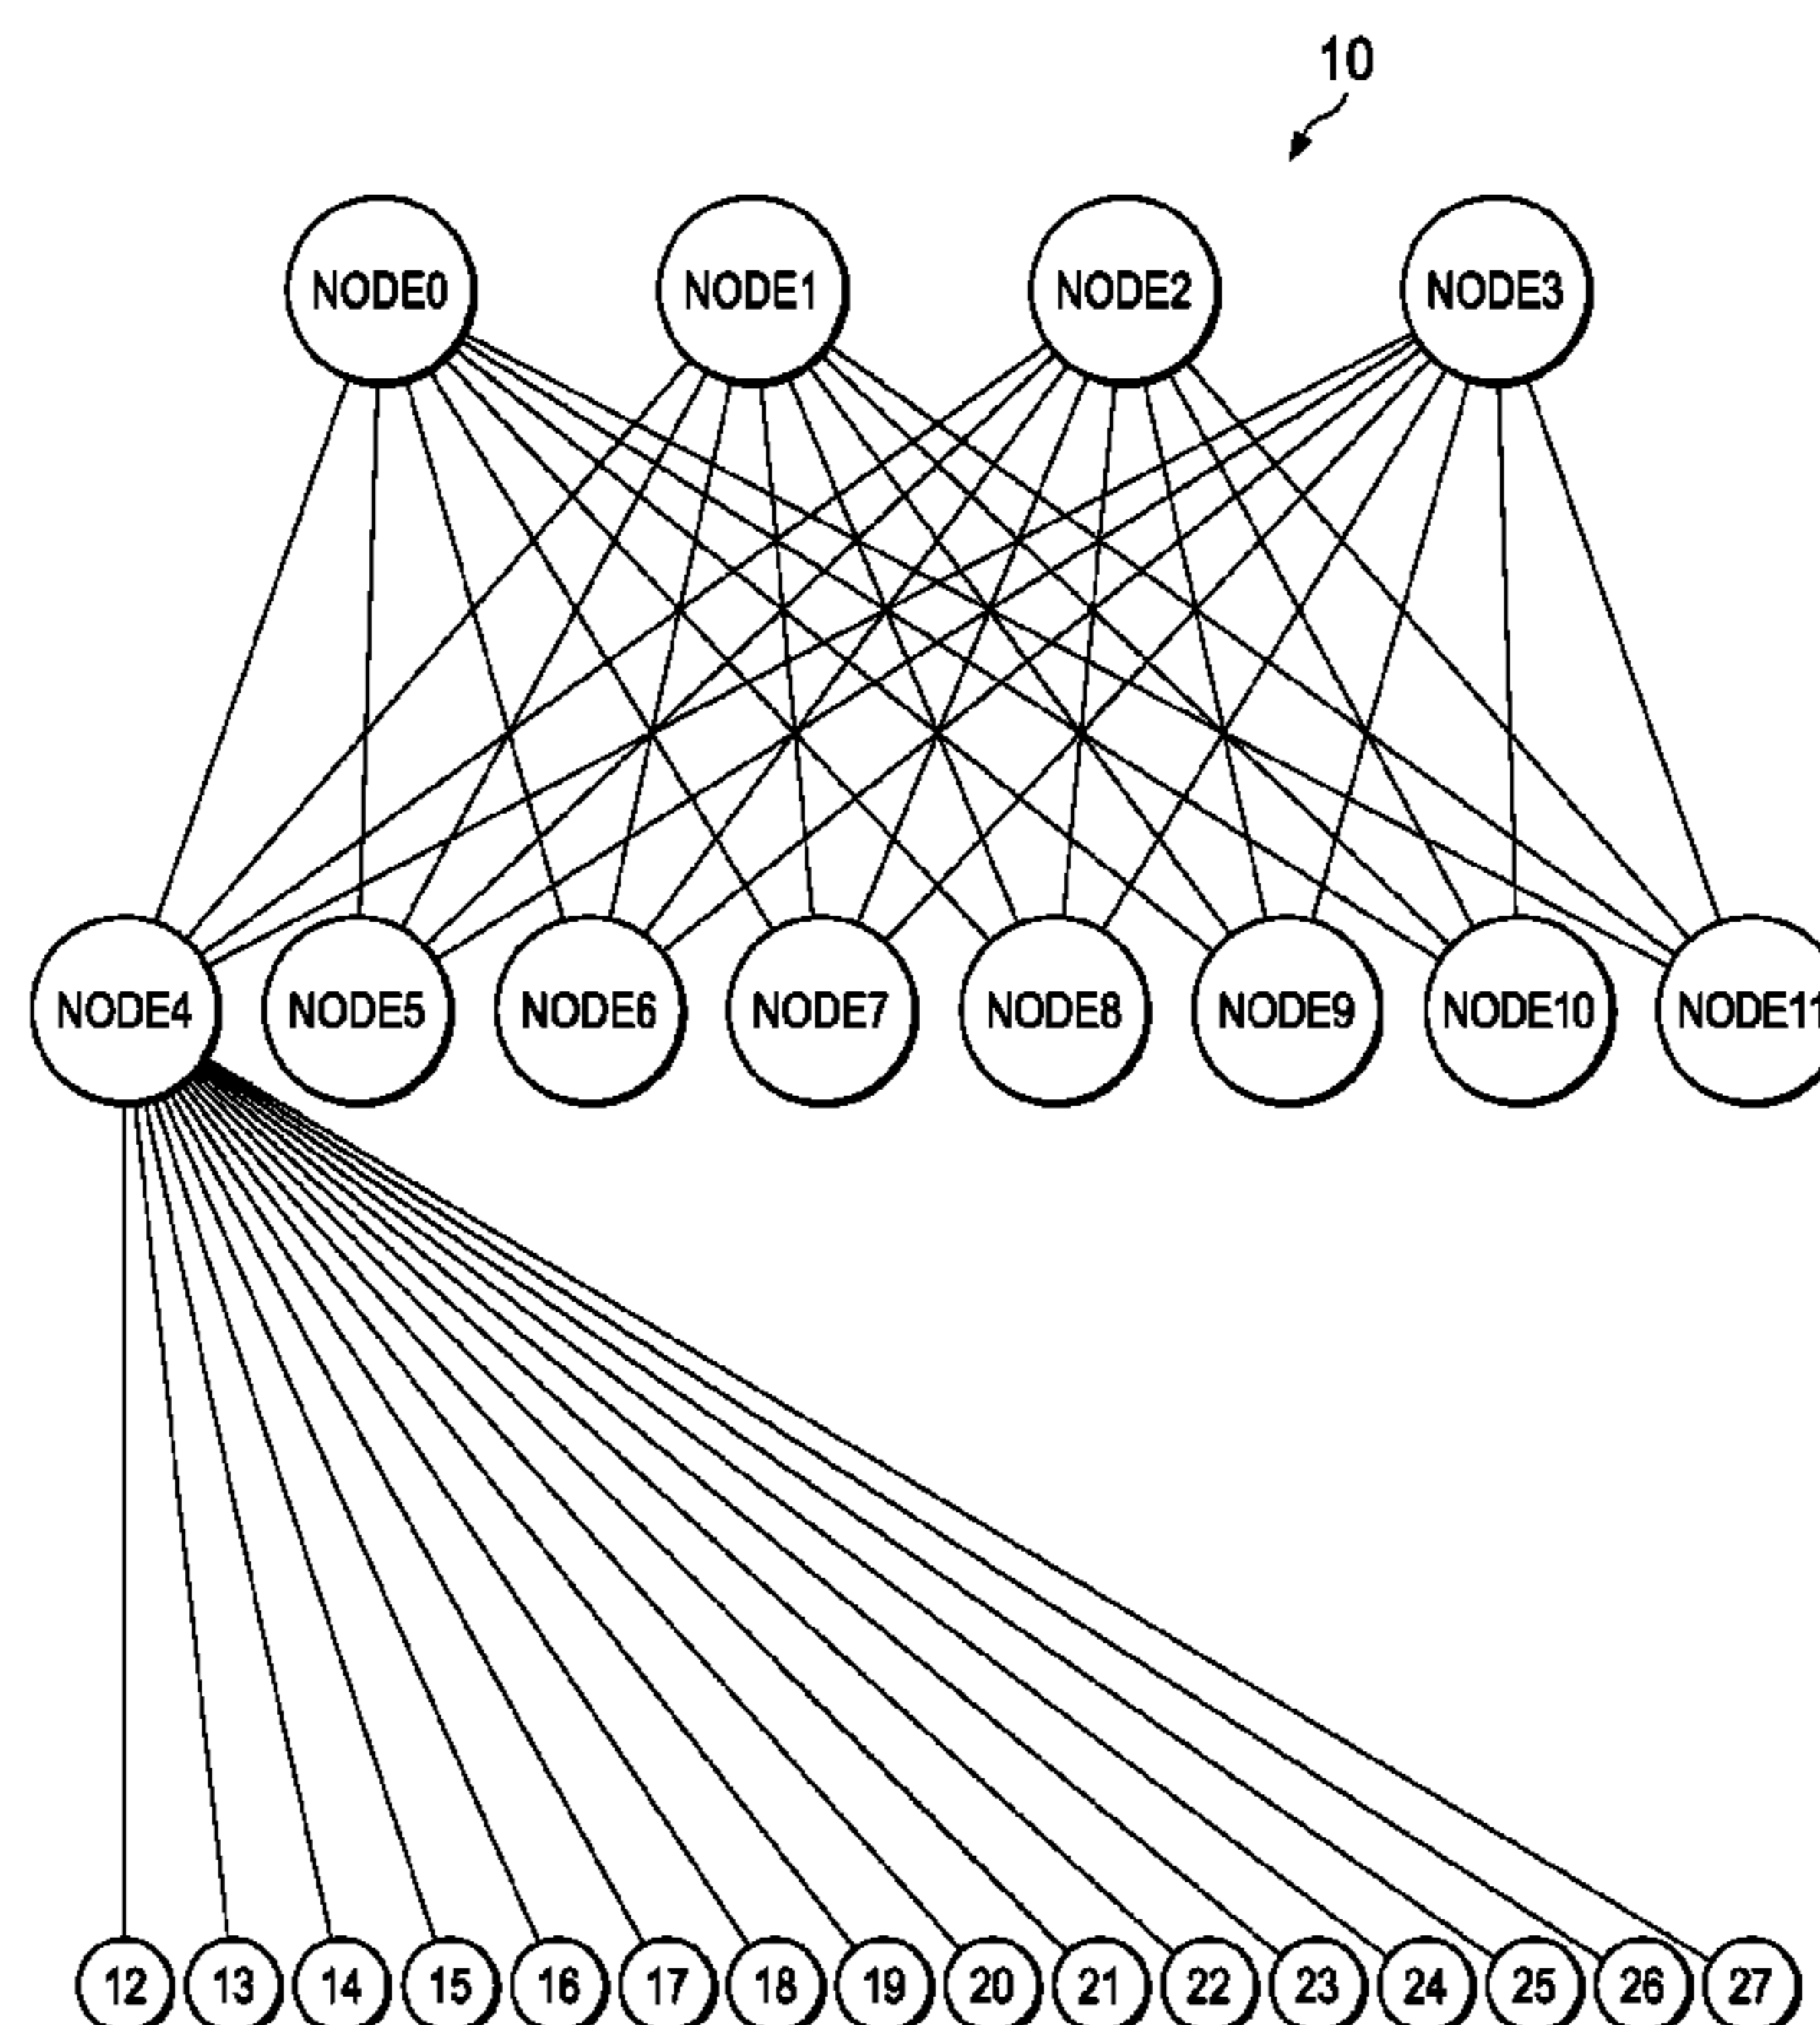 10
NODE0 NODE1 NODE2 NODE3
NODE4 NODE5 NODE6 NODE7 NODE8 NODE9 NODE10 NODE11
12 13 14 15 16 17 18 19 20 21 22 23 24 25 26 27